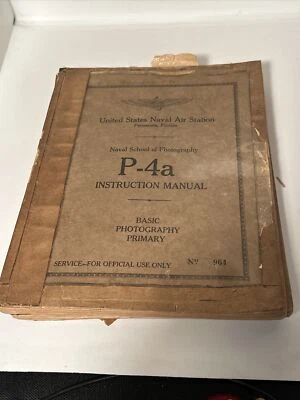 United States Naval Air Station
Pensacola, Florida
Naval School of Photography
P-4a
INSTRUCTION MANUAL
BASIC
PHOTOGRAPHY
PRIMARY
SERVICE—FOR OFFICIAL USE ONLY Nº 964